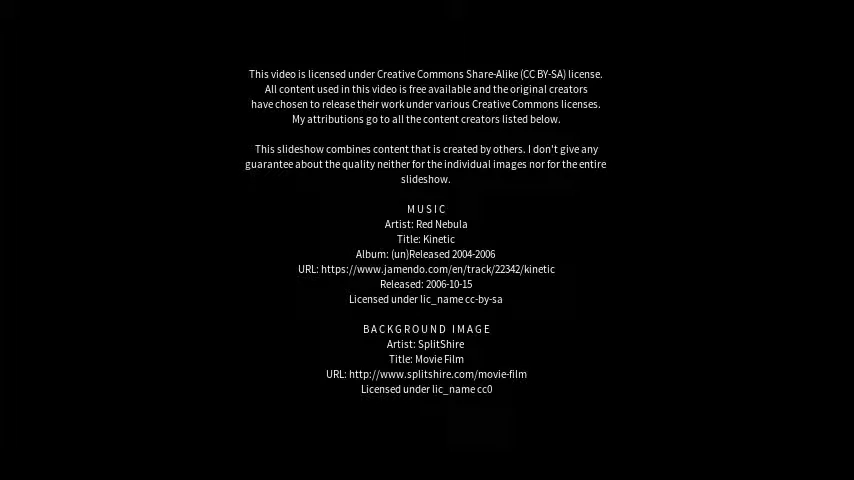 This video is licensed under Creative Commons Share-Alike (CC BY-SA) license.
All content used in this video is free available and the original creators
have chosen to release their work under various Creative Commons licenses.
My attributions go to all the content creators listed below.
This slideshow combines content that is created by others. I don't give any
guarantee about the quality neither for the individual images nor for the entire
slideshow.
MUSIC
Artist: Red Nebula
Title: Kinetic
Album: (un)Released 2004-2006
URL: https://www.jamendo.com/en/track/22342/kinetic
Released: 2006-10-15
Licensed under lic_name cc-by-sa
BACKGROUND IMAGE
Artist: SplitShire
Title: Movie Film
URL: http://www.splitshire.com/movie-film
Licensed under lic_name cc0